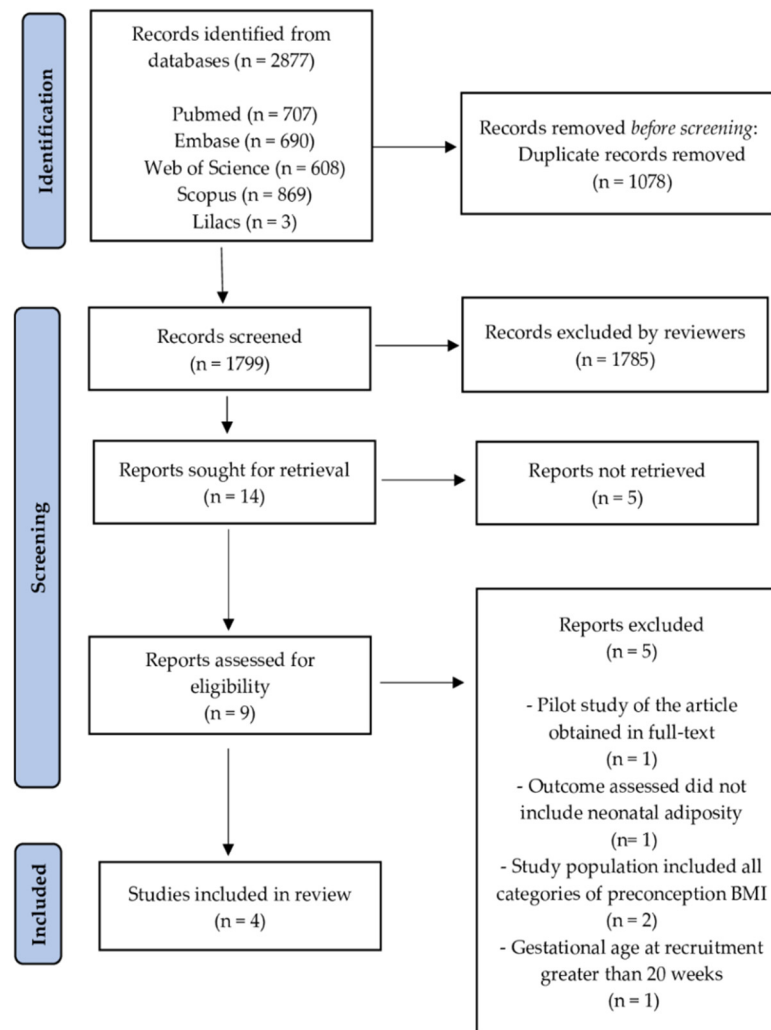 Identification
Records identified from
databases (n = 2877)
Pubmed (n = 707)
Embase (n = 690)
Web of Science (n = 608)
Scopus (n = 869)
Lilacs (n = 3)
Records removed before screening:
Duplicate records removed
(n = 1078)
Screening
Records screened
(n = 1799)
Records excluded by reviewers
(n = 1785)
Reports sought for retrieval
(n = 14)
Reports not retrieved
(n = 5)
Reports assessed for
eligibility
(n = 9)
Reports excluded
(n = 5)
- Pilot study of the article
obtained in full-text
(n = 1)
- Outcome assessed did not
include neonatal adiposity
(n= 1)
- Study population included all
categories of preconception BMI
(n = 2)
- Gestational age at recruitment
greater than 20 weeks
(n = 1)
Included
Studies included in review
(n = 4)